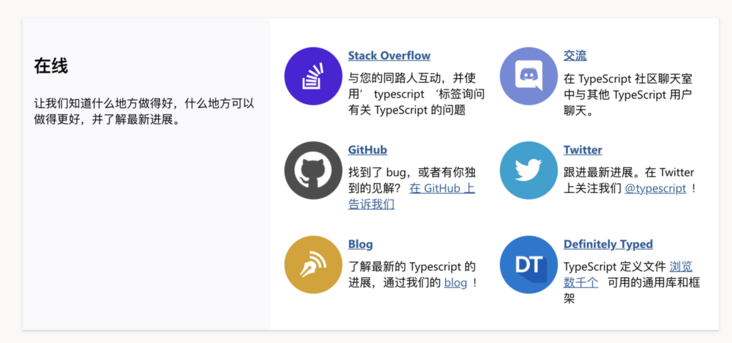 在线
让我们知道什么地方做得好，什么地方可以
做得更好，并了解最新进展。
Stack Overflow
与您的同路人互动，并使
用’ typescript ‘标签询问
有关 TypeScript 的问题
交流
在 TypeScript 社区聊天室
中与其他 TypeScript 用户
聊天。
GitHub
找到了 bug，或者有你独
到的见解？ 在 GitHub 上
告诉我们
Twitter
跟进最新进展。在 Twitter
上关注我们 @typescript ！
Blog
了解最新的 Typescript 的
进展，通过我们的 blog ！
DT
Definitely Typed
TypeScript 定义文件 浏览
数千个 可用的通用库和框
架